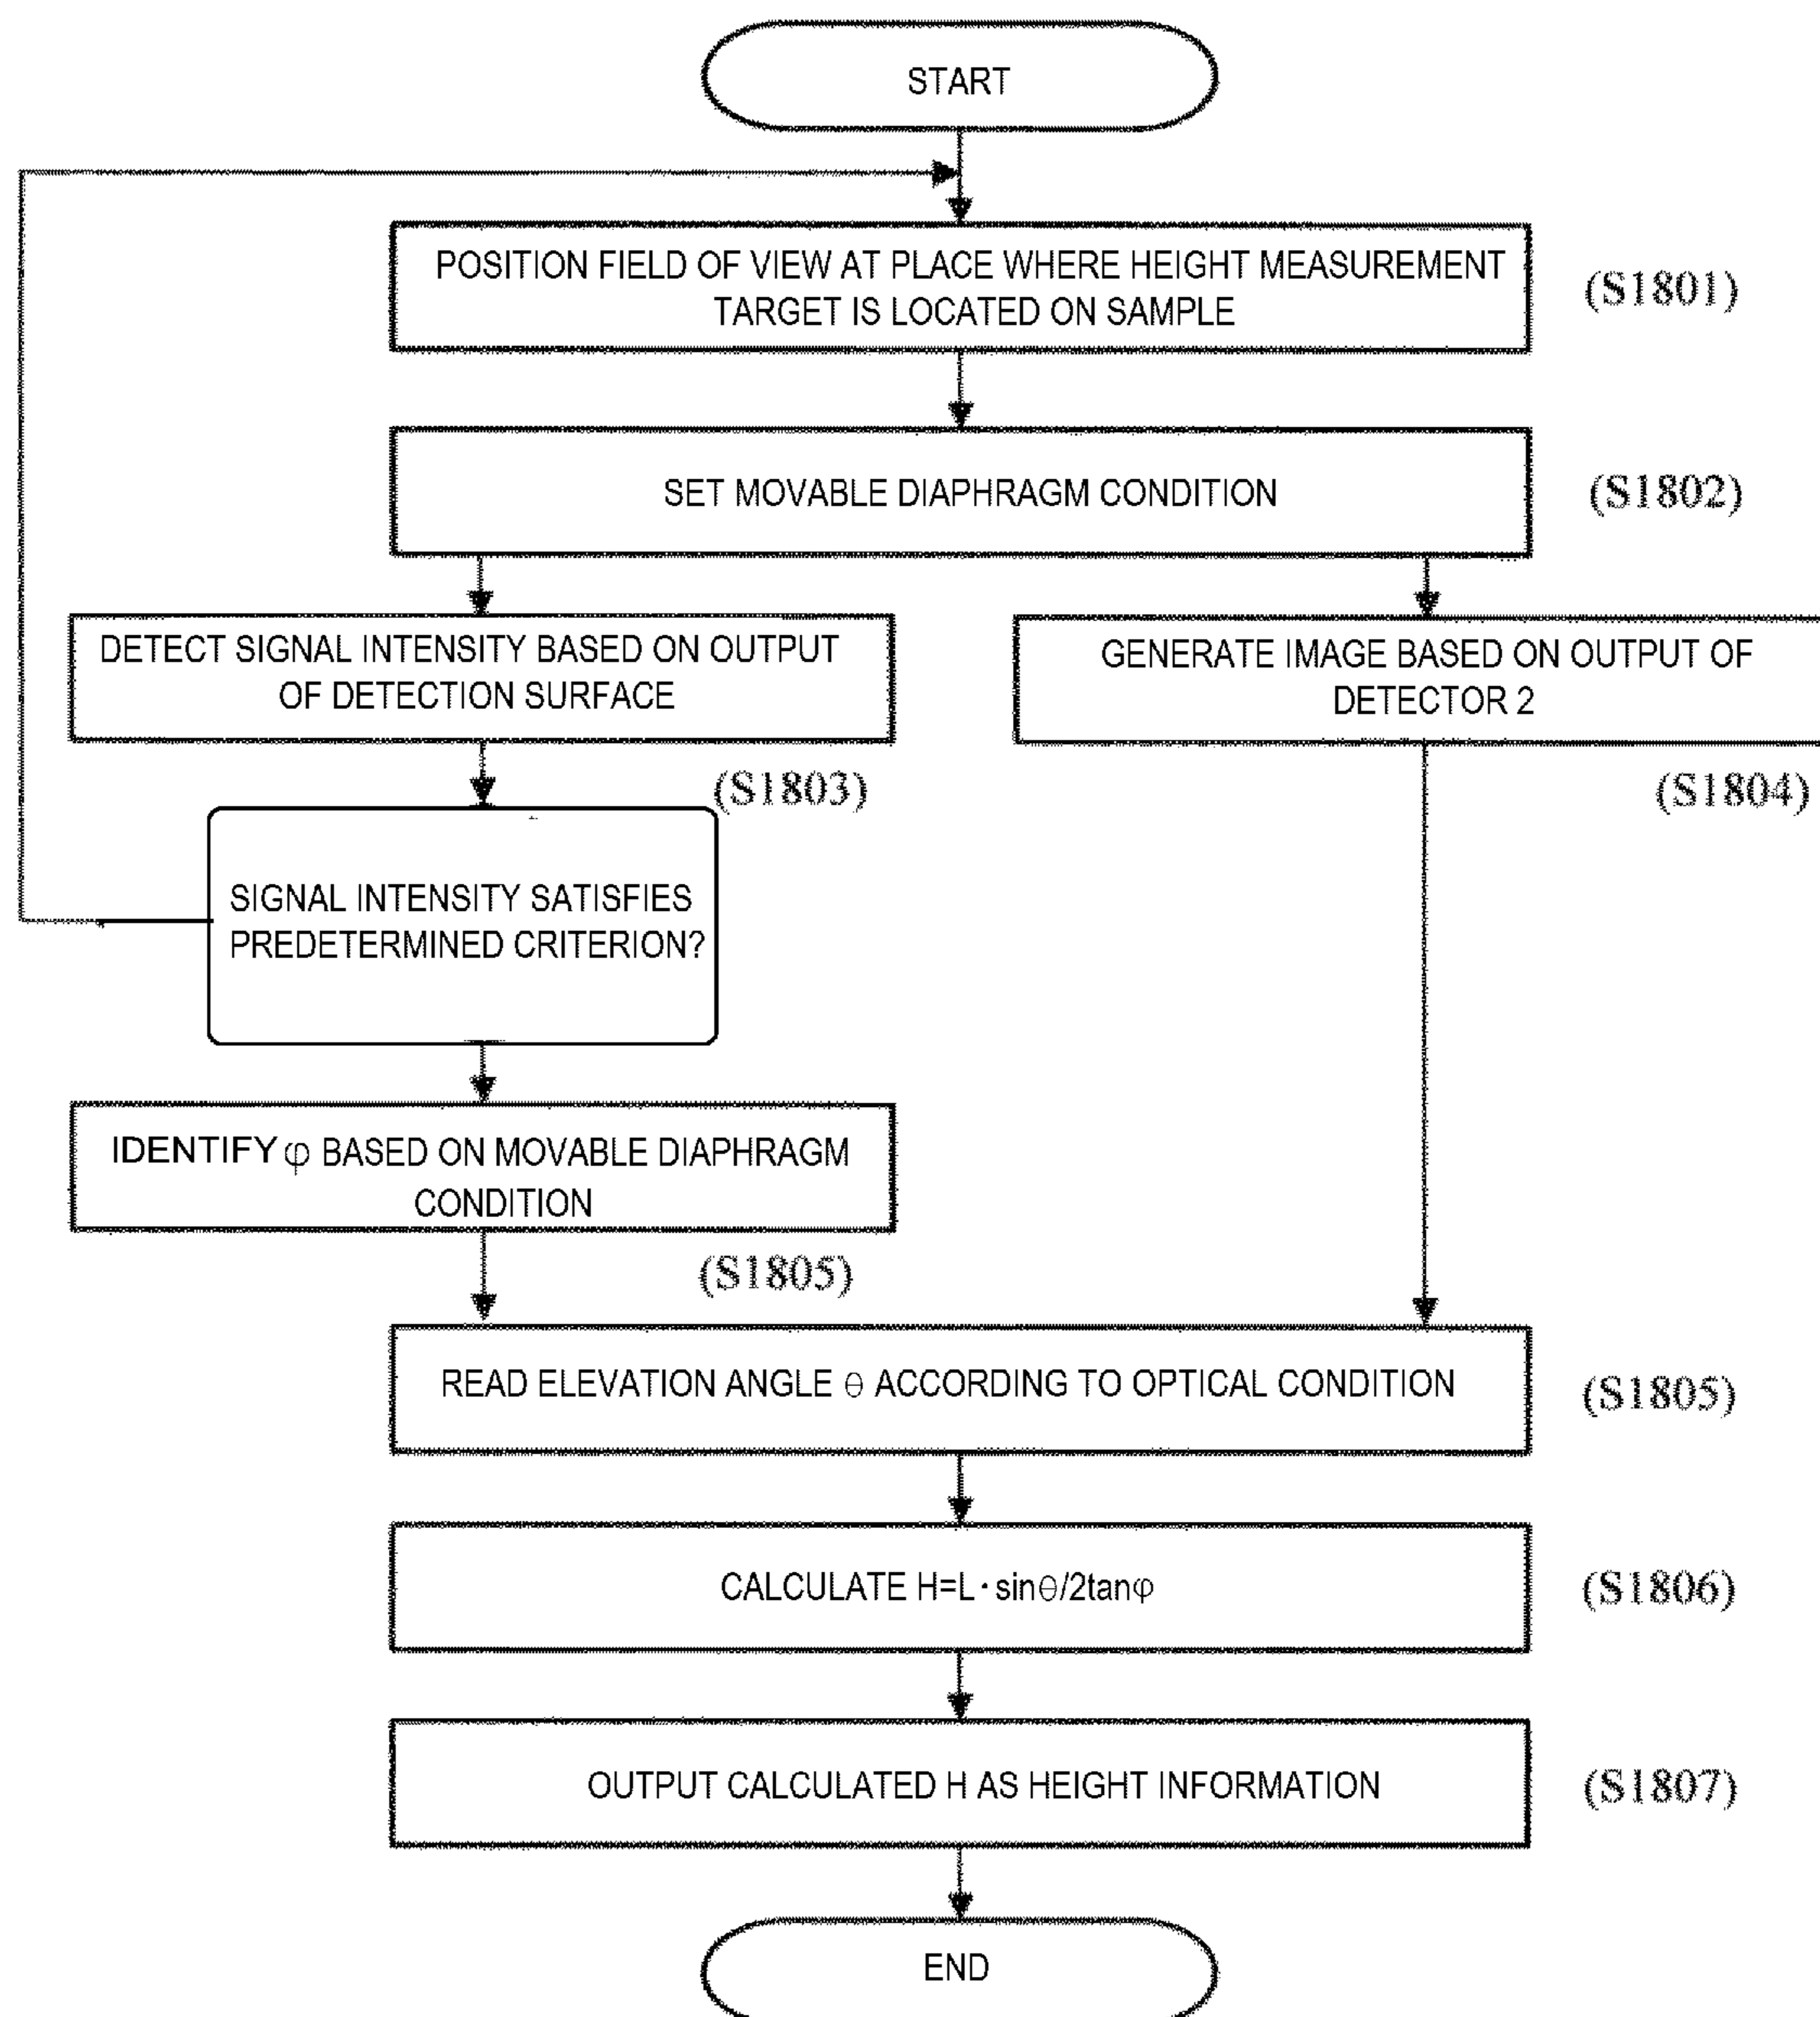 START
POSITION FIELD OF VIEW AT PLACE WHERE HEIGHT MEASUREMENT
TARGET IS LOCATED ON SAMPLE
(S1801)
SET MOVABLE DIAPHRAGM CONDITION
(S1802)
DETECT SIGNAL INTENSITY BASED ON OUTPUT
OF DETECTION SURFACE
(S1803)
GENERATE IMAGE BASED ON OUTPUT OF
DETECTOR 2
(S1804)
SIGNAL INTENSITY SATISFIES
PREDETERMINED CRITERION?
IDENTIFY φ BASED ON MOVABLE DIAPHRAGM
CONDITION
(S1805)
READ ELEVATION ANGLE θ ACCORDING TO OPTICAL CONDITION
(S1805)
CALCULATE H=L・sinθ/2tanφ
(S1806)
OUTPUT CALCULATED H AS HEIGHT INFORMATION
(S1807)
END